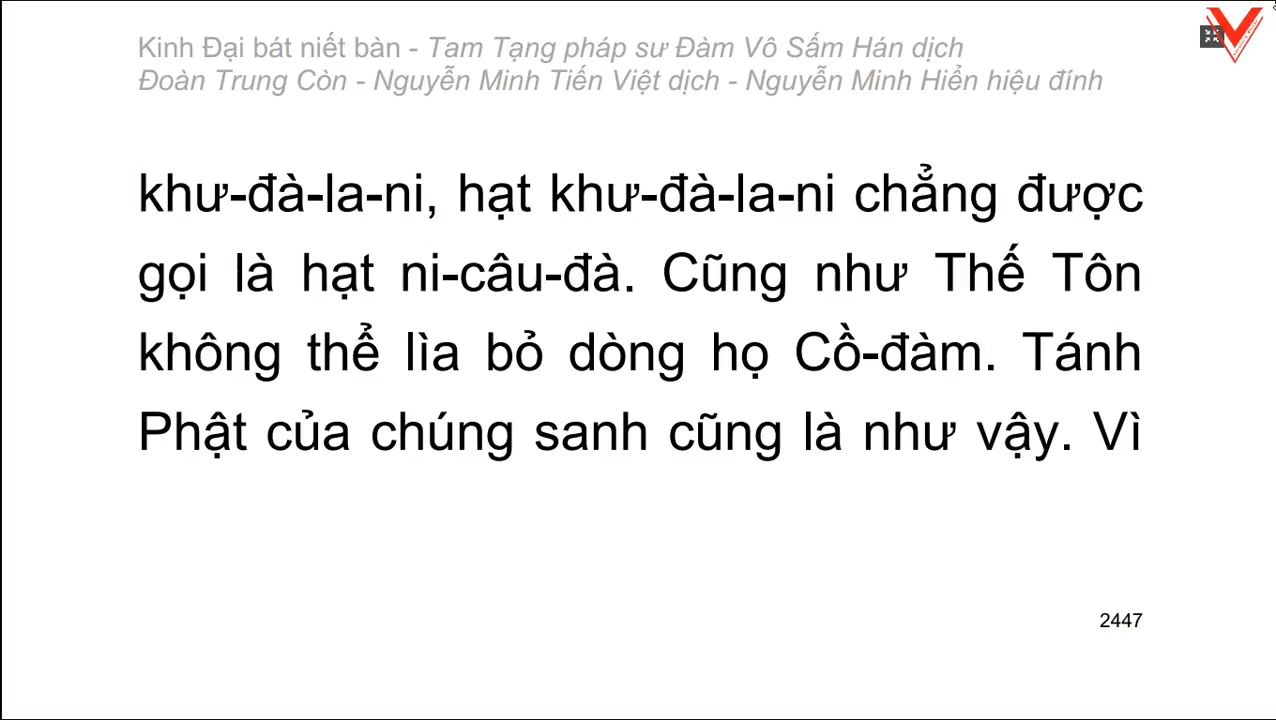 Kinh Đại bát niết bàn - Tam Tạng pháp sư Đàm Vô Sấm Hán dịch
Đoàn Trung Còn - Nguyễn Minh Tiến Việt dịch - Nguyễn Minh Hiển hiệu đính
khư-đà-la-ni, hạt khư-đà-la-ni chẳng được
gọi là hạt ni-câu-đà. Cũng như Thế Tôn
không thể lìa bỏ dòng họ Cồ-đàm. Tánh
Phật của chúng sanh cũng là như vậy. Vì
2447